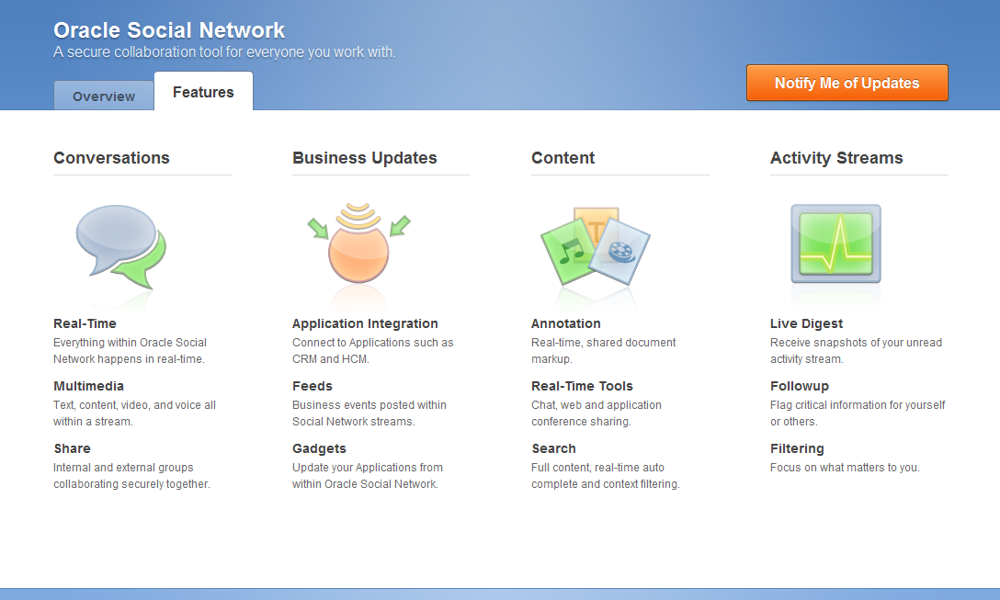 Oracle Social Network
A secure collaboration tool for everyone you work with.
Overview
Features
Notify Me of Updates
Conversations
Real-Time
Everything within Oracle Social
Network happens in real-time.
Multimedia
Text, content, video, and voice all
within a stream.
Share
Internal and external groups
collaborating securely together.
Business Updates
Application Integration
Connect to Applications such as
CRM and HCM.
Feeds
Business events posted within
Social Network streams.
Gadgets
Update your Applications from
within Oracle Social Network.
Content
T
Annotation
Real-time, shared document
markup.
Real-Time Tools
Chat, web and application
conference sharing.
Search
Full content, real-time auto
complete and context filtering.
Activity Streams
Live Digest
Receive snapshots of your unread
activity stream.
Followup
Flag critical information for yourself
or others.
Filtering
Focus on what matters to you.